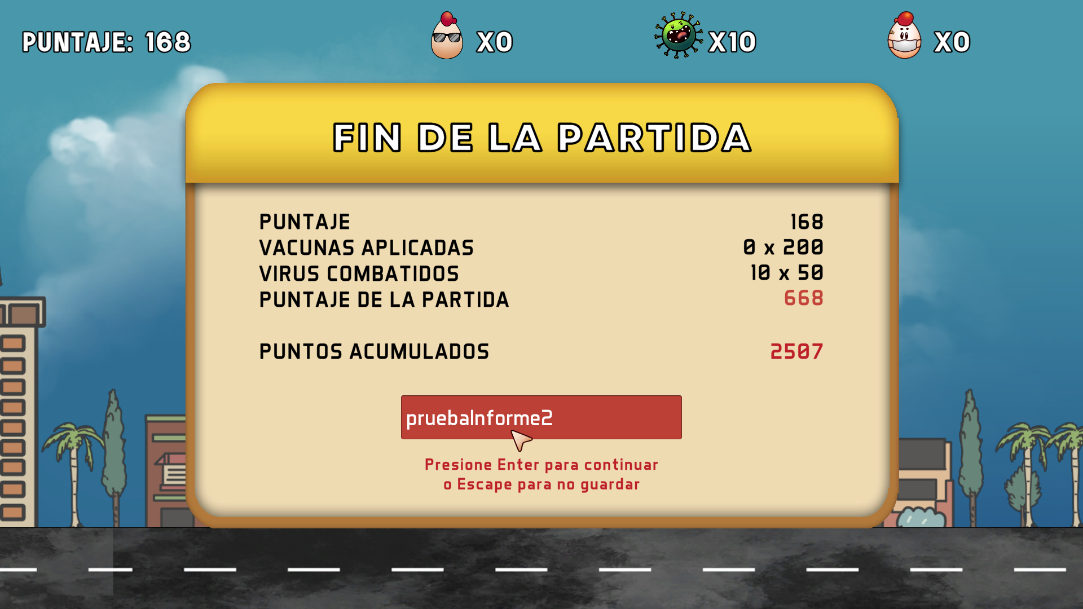 PUNTAJE: 168 X0 X10 X0
FIN DE LA PARTIDA
PUNTAJE 168
VACUNAS APLICADAS 0 x 200
VIRUS COMBATIDOS 10 x 50
PUNTAJE DE LA PARTIDA 668
PUNTOS ACUMULADOS 2507
pruebaInforme2
Presione Enter para continuar
o Escape para no guardar